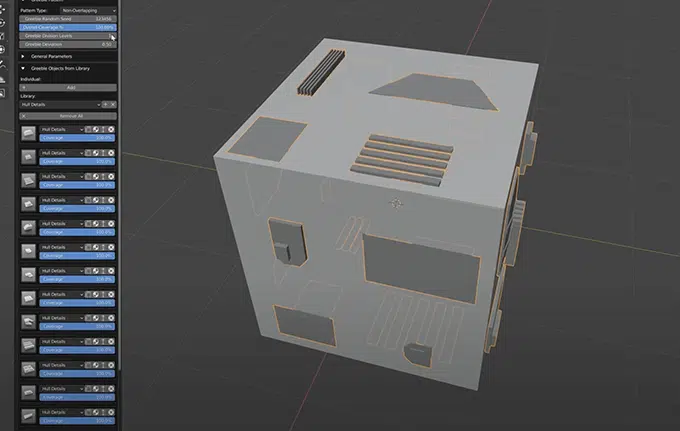 Greeble Pattern
Pattern Type: Non-Overlapping
Greeble Random Seed 123456
Desired Coverage % 100.00%
Greeble Division Levels
Greeble Deviation
General Parameters
Greeble Objects from Library
Individual:
Add
Library
Hull Details
Remove All
Hull Details
Coverage 100.0%
Hull Details
Coverage 100.0%
Hull Details
Coverage 100.0%
Hull Details
Coverage 100.0%
Hull Details
Coverage 100.0%
Hull Details
Coverage 100.0%
Hull Details
Coverage 100.0%
Hull Details
Coverage 100.0%
Hull Details
Coverage 100.0%
Hull Details
Coverage 100.0%
Hull Details
Coverage 100.0%
Hull Details
Coverage 100.0%
Hull Details
Coverage 100.0%